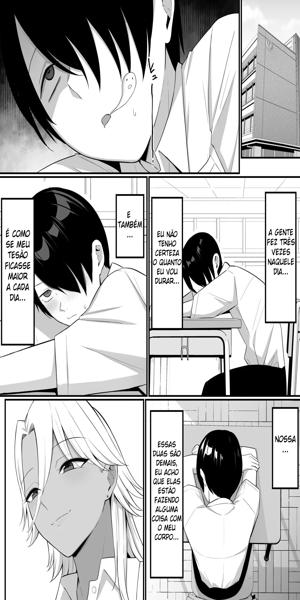 A GENTE
FEZ TRÊS
VEZES
NAQUELE
DIA...
EU NÃO
TENHO
CERTEZA
O QUANTO
EU VOU
DURAR...
E
TAMBÉM
...
É COMO
SE MEU
TESÃO
FICASSE
MAIOR
A CADA
DIA...
NOSSA
...
ESSAS
DUAS SÃO
DEMAIS,
EU ACHO
QUE ELAS
ESTÃO
FAZENDO
ALGUMA
COISA COM
O MEU
CORPO...